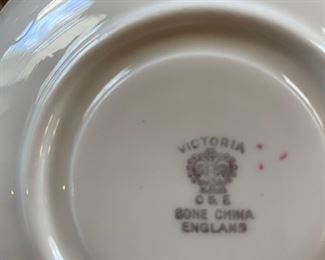 VICTORIA
C & E
BONE CHINA
ENGLAND